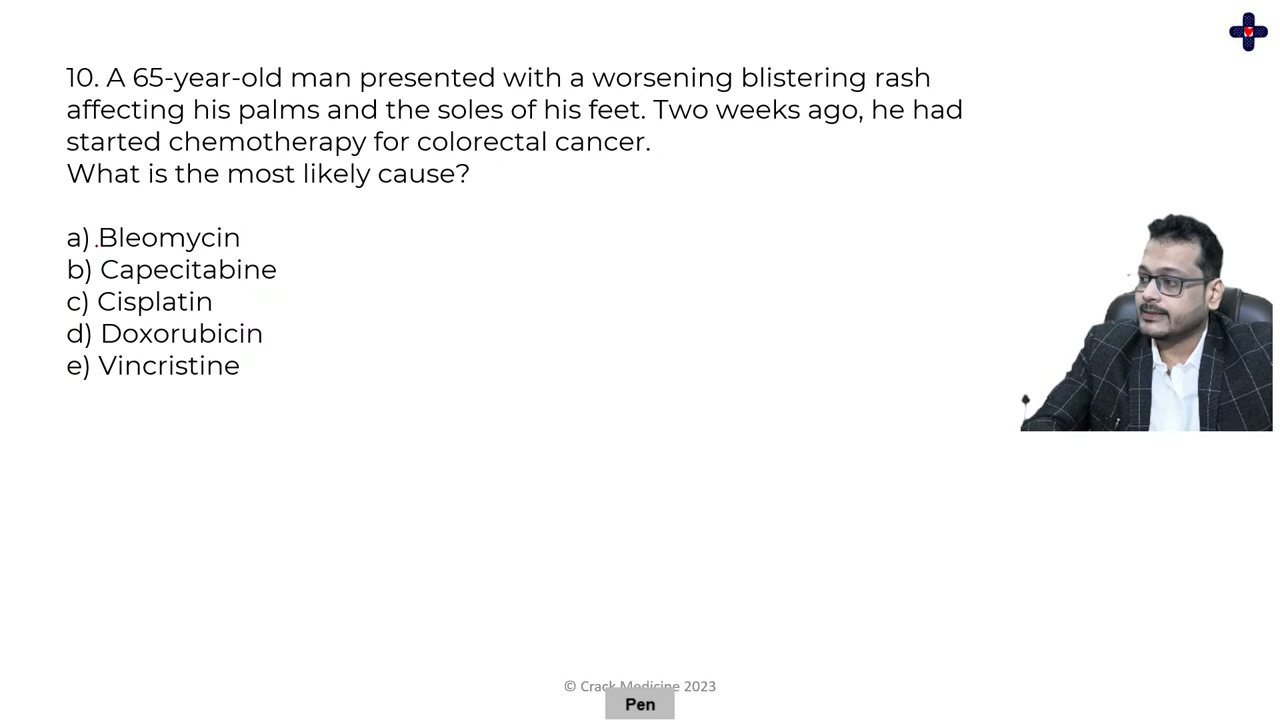 10. A 65-year-old man presented with a worsening blistering rash
affecting his palms and the soles of his feet. Two weeks ago, he had
started chemotherapy for colorectal cancer.
What is the most likely cause?
a) Bleomycin
b) Capecitabine
c) Cisplatin
d) Doxorubicin
e) Vincristine
© Crack Medicine 2023
Pen